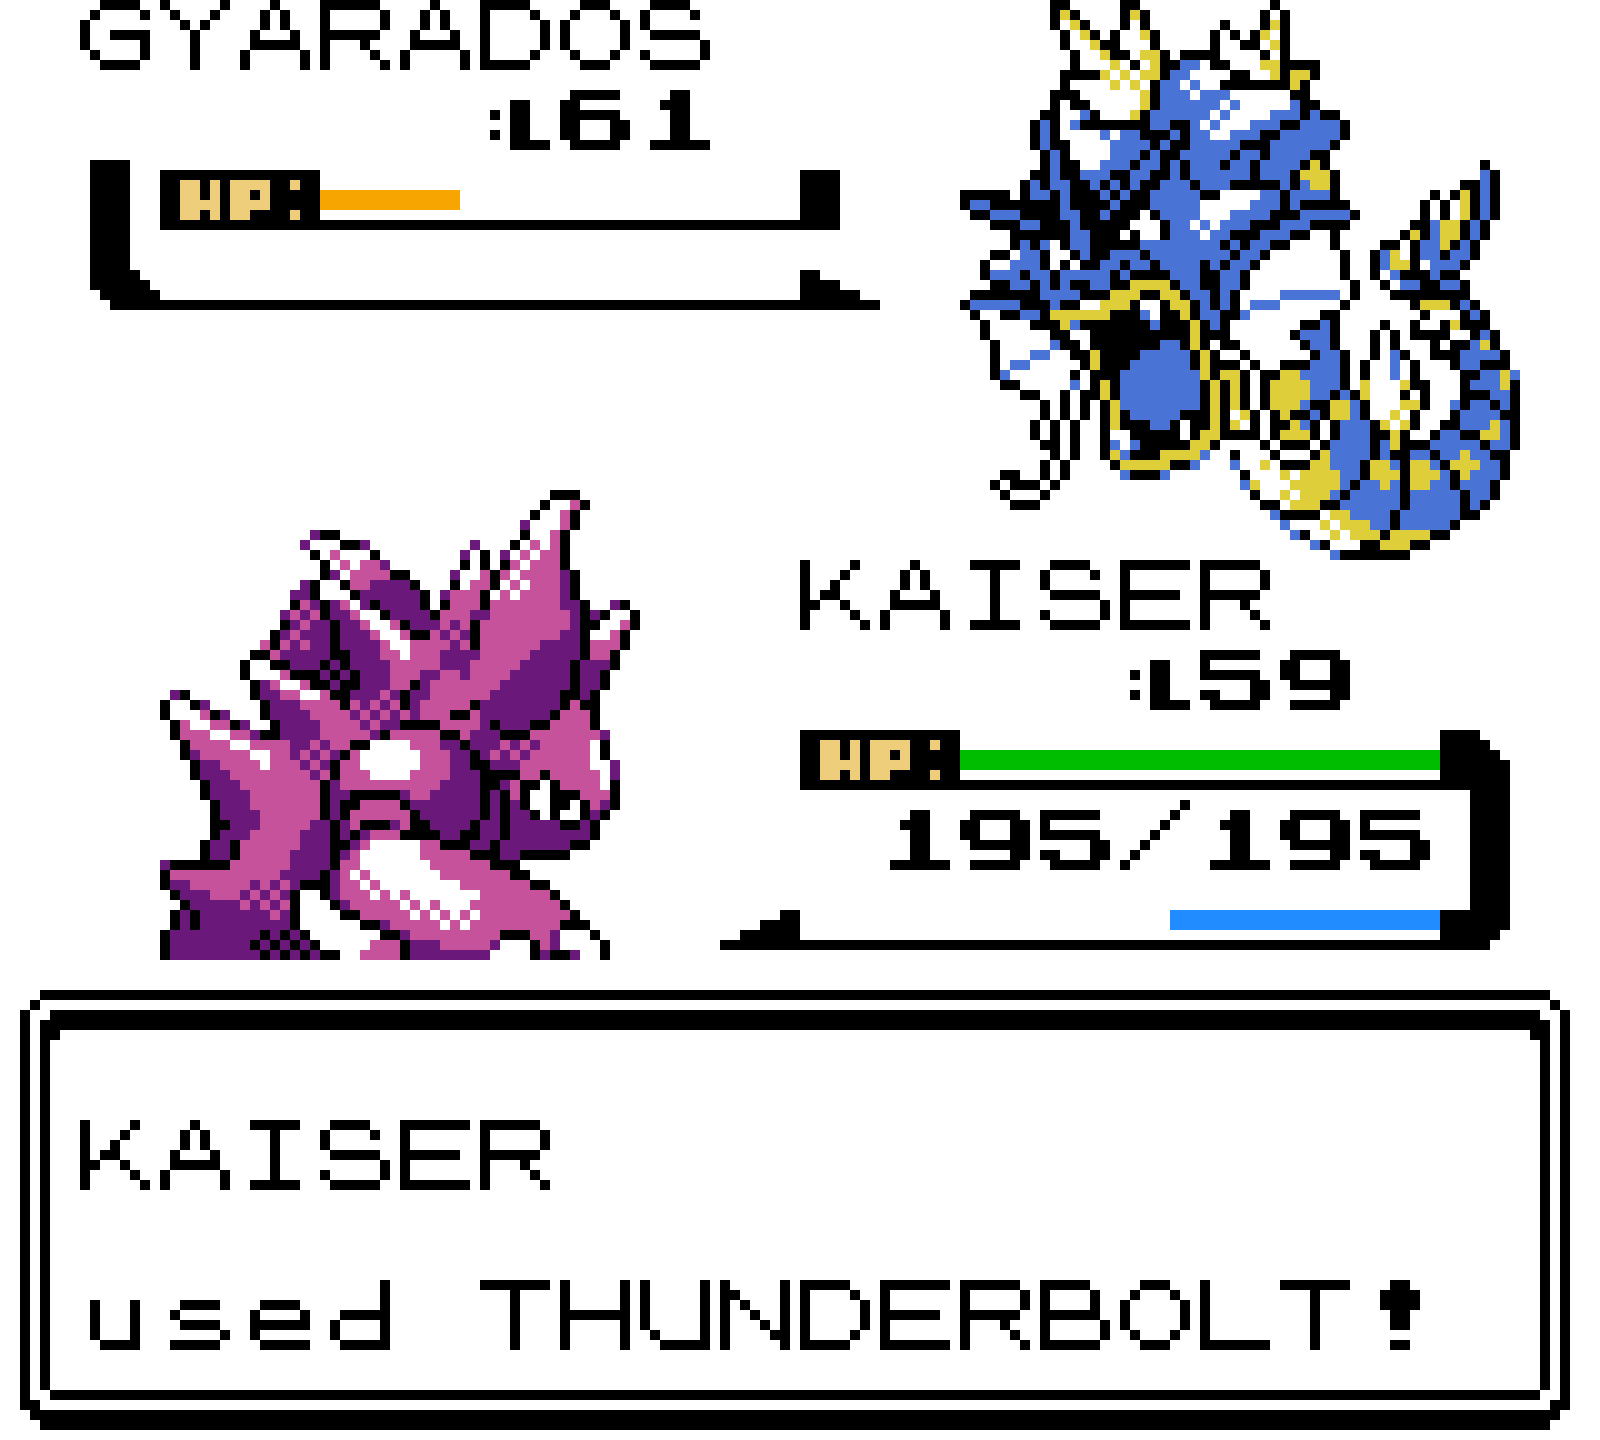 GYARADOS
:L61
HP:
KAISER
:L59
HP:
195/195
KAISER
used THUNDERBOLT!